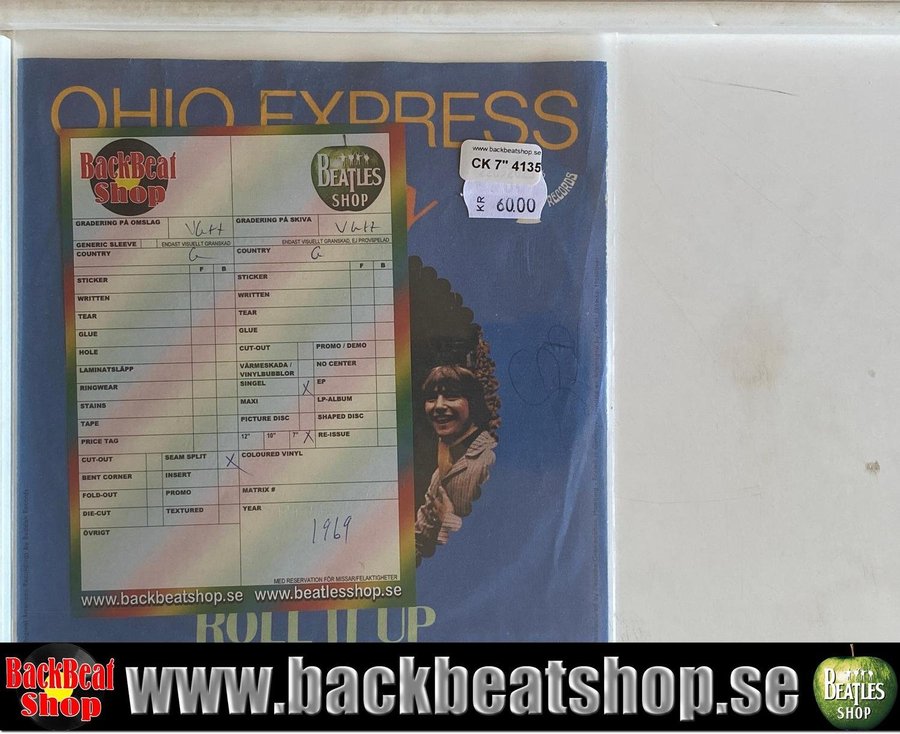 OHIO EXPRESS
www.backbeatshop.se
CK 7" 4135
KR 60.00
RECORDS
BackBeat
Shop
BEATLES
SHOP
GRADERING PÅ OMSLAG
GRADERING PÅ SKIVA
GENERIC SLEEVE
ENDAST VISUELLT GRANSKAD
ENDAST VISUELLT GRANSKAD, EJ PROVSPELAD
COUNTRY G
COUNTRY G
F B
F B
STICKER
STICKER
WRITTEN
WRITTEN
TEAR
TEAR
GLUE
GLUE
HOLE
CUT-OUT PROMO / DEMO
LAMINATSLÄPP
VÄRMESKADA /
VINYLBUBBLOR
NO CENTER
RINGWEAR
SINGEL X EP
STAINS
MAXI LP-ALBUM
TAPE
PICTURE DISC SHAPED DISC
PRICE TAG
12" 10" 7" X RE-ISSUE
CUT-OUT SEAM SPLIT X
COLOURED VINYL
BENT CORNER INSERT
FOLD-OUT PROMO
MATRIX #
DIE-CUT TEXTURED
YEAR
ÖVRIGT
1969
MED RESERVATION FÖR MISSAR/FELAKTIGHETER
www.backbeatshop.se www.beatlesshop.se
ROLL IT UP
BackBeat
Shop
www.backbeatshop.se
BEATLES
SHOP